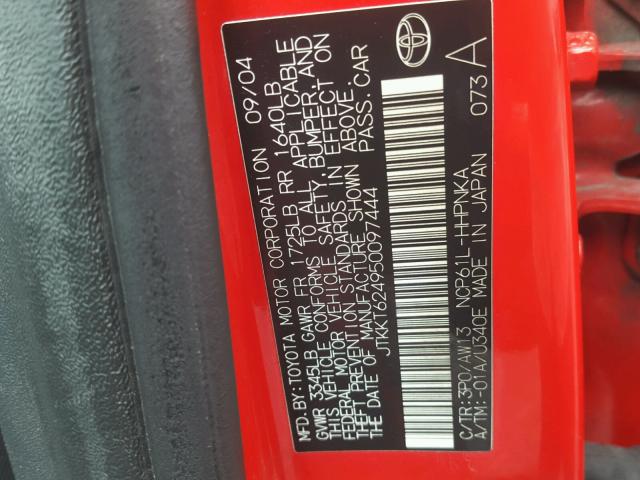 MFD.BY:TOYOTA MOTOR CORPORATION 09/04
GVWR 3345LB GAWR FR 1725LB RR 1640LB
THIS VEHICLE CONFORMS TO ALL APPLICABLE
FEDERAL MOTOR VEHICLE SAFETY,BUMPER,AND
THEFT PREVENTION STANDARDS IN EFFECT ON
THE DATE OF MANUFACTURE SHOWN ABOVE.
JTKKT624950097444 PASS.CAR
C/TR:3P0/AW13 NCP61L-HHPNKA
A/TM:-01A/U340E MADE IN JAPAN 073 A